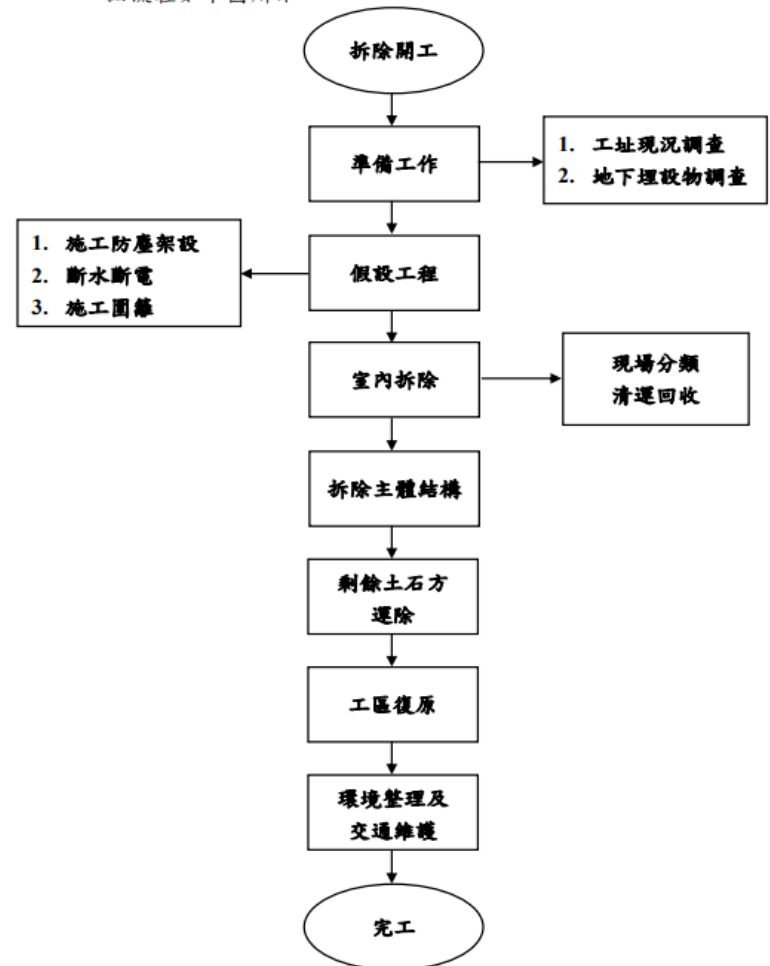 拆除開工
準備工作
1. 工址現況調查
2. 地下埋設物調查
1. 施工防塵架設
2. 斷水斷電
3. 施工圍籬
假設工程
室內拆除
現場分類
清運回收
拆除主體結構
剩餘土石方
運除
工區復原
環境整理及
交通維護
完工